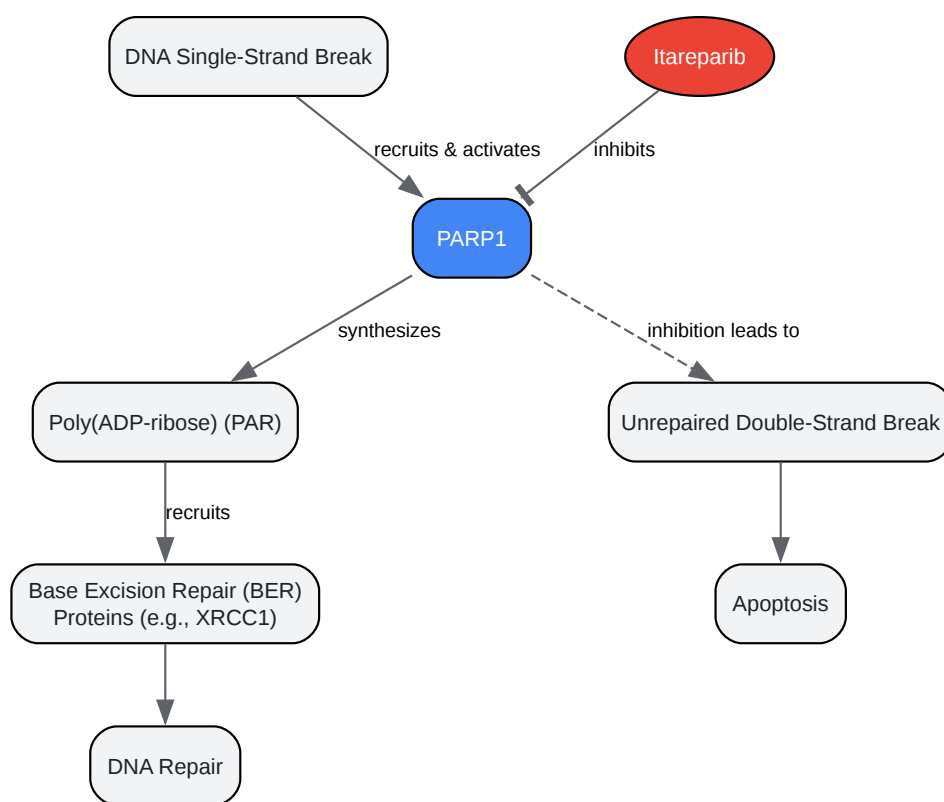 DNA Single-Strand Break
Itareparib
recruits & activates
inhibits
PARP1
synthesizes
inhibition leads to
Poly(ADP-ribose) (PAR)
Unrepaired Double-Strand Break
recruits
Base Excision Repair (BER)
Proteins (e.g., XRCC1)
Apoptosis
DNA Repair